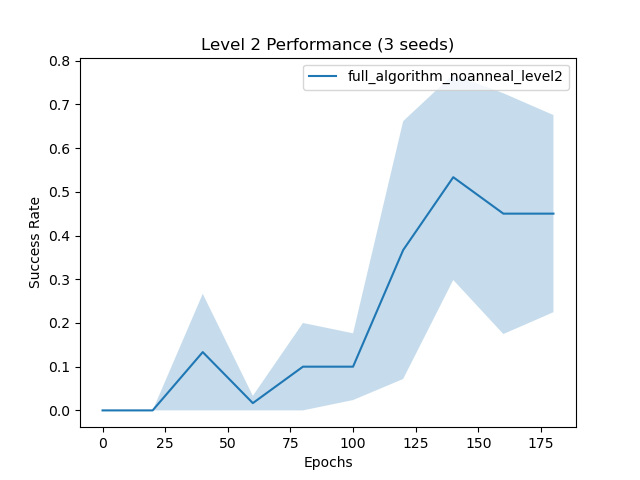 Level 2 Performance (3 seeds)
full_algorithm_noanneal_level2
0.8
0.7
0.6
0.5
0.4
0.3
0.2
0.1
0.0
Success Rate
0 25 50 75 100 125 150 175
Epochs